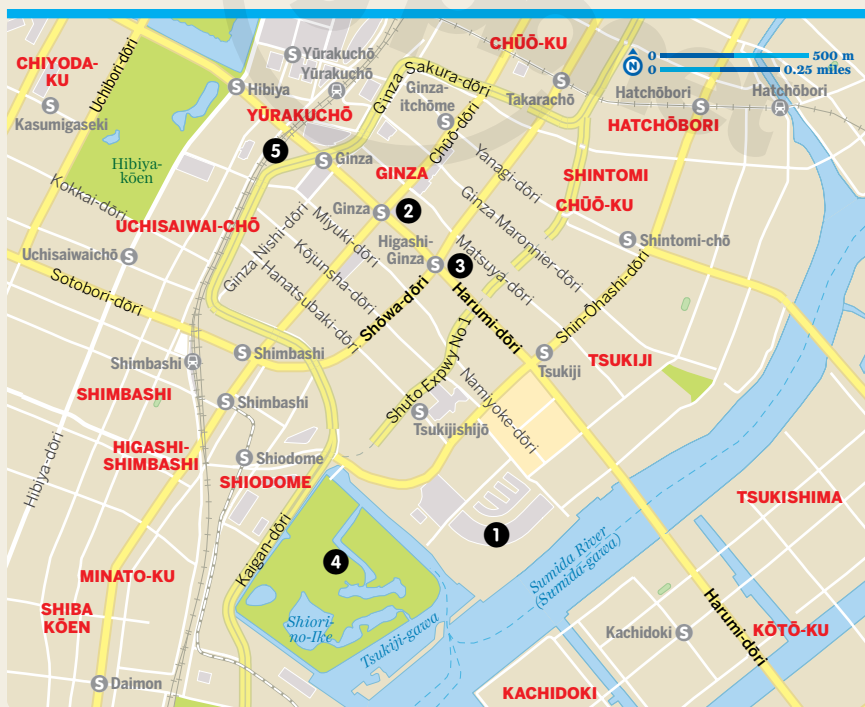 CHŪŌ-KU
CHIYODA-
KU
Uchibori-dōri
Yūrakuchō
Yūrakuchō
Hibiya
Ginza Sakura-dōri
0 500 m
N
0 0.25 miles
Ginza-
itchōme
Takarachō
Hatchōbori
Hatchōbori
Kasumigaseki
YŪRAKUCHŌ
HATCHŌBORI
Chūō-dōri
5
Ginza
Yanagi-dōri
Hibiya-
kōen
GINZA
SHINTOMI
Kokkai-dōri
CHŪŌ-KU
UCHISAIWAI-CHŌ
Ginza
2
Ginza Maronnier-dōri
Miyuki-dōri
Uchisaiwaichō
Ginza Nishi-dōri
Higashi-
Ginza
Matsuya-dōri
Shintomi-chō
3
Kōjunsha-dōri
Sotobori-dōri
Hanatsubaki-dōri
Shōwa-dōri
Harumi-dōri
Shin-Ōhashi-dōri
Shimbashi
Shimbashi
Tsukiji
TSUKIJI
Shuto Expwy No 1
SHIMBASHI
Shimbashi
Namiyoke-dōri
Tsukijishijō
HIGASHI-
SHIMBASHI
Shiodome
SHIODOME
Hibiya-dōri
TSUKISHIMA
1
Kaigan-dōri
4
Sumida River
(Sumida-gawa)
MINATO-KU
SHIBA
KŌEN
Shiori-
no-Ike
Tsukiji-gawa
Harumi-dōri
Kachidoki
KŌTŌ-KU
Daimon
KACHIDOKI